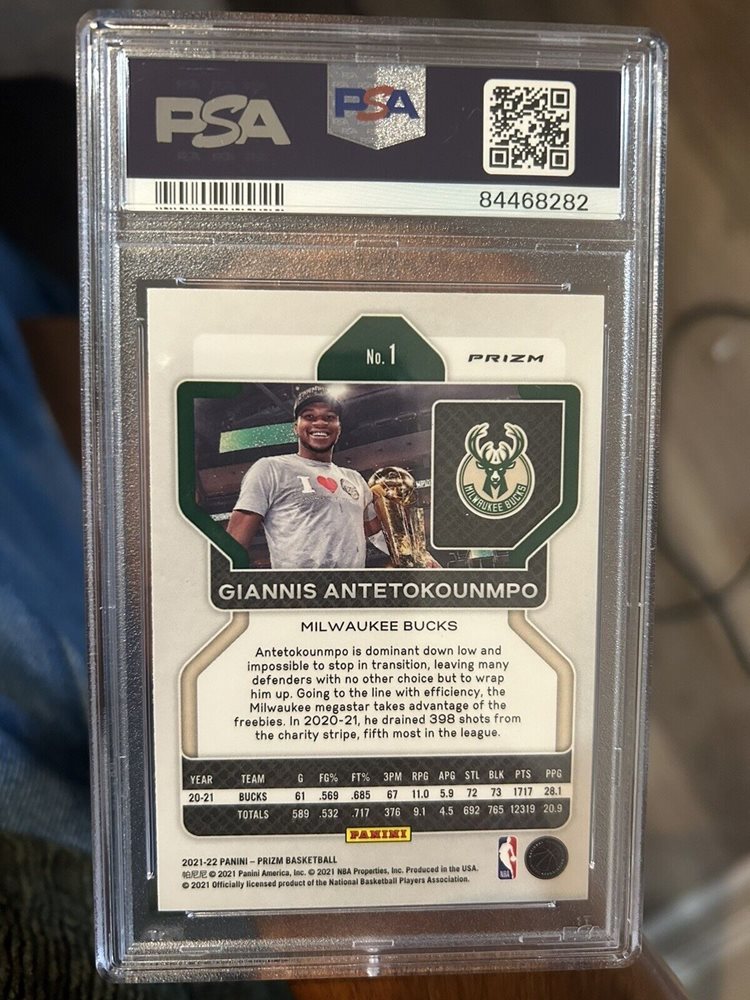 PSA
PSA
84468282
No. 1
PRIZM
I ❤
MILWAUKEE BUCKS
GIANNIS ANTETOKOUNMPO
MILWAUKEE BUCKS
Antetokounmpo is dominant down low and
impossible to stop in transition, leaving many
defenders with no other choice but to wrap
him up. Going to the line with efficiency, the
Milwaukee megastar takes advantage of the
freebies. In 2020-21, he drained 398 shots from
the charity stripe, fifth most in the league.
YEAR TEAM G FG% FT% 3PM RPG APG STL BLK PTS PPG
20-21 BUCKS 61 .569 .685 67 11.0 5.9 72 73 1717 28.1
TOTALS 589 .532 .717 376 9.1 4.5 692 765 12319 20.9
PANINI
2021-22 PANINI – PRIZM BASKETBALL
帕尼尼 © 2021 Panini America, Inc. © 2021 NBA Properties, Inc. Produced in the USA.
© 2021 Officially licensed product of the National Basketball Players Association.
NBA